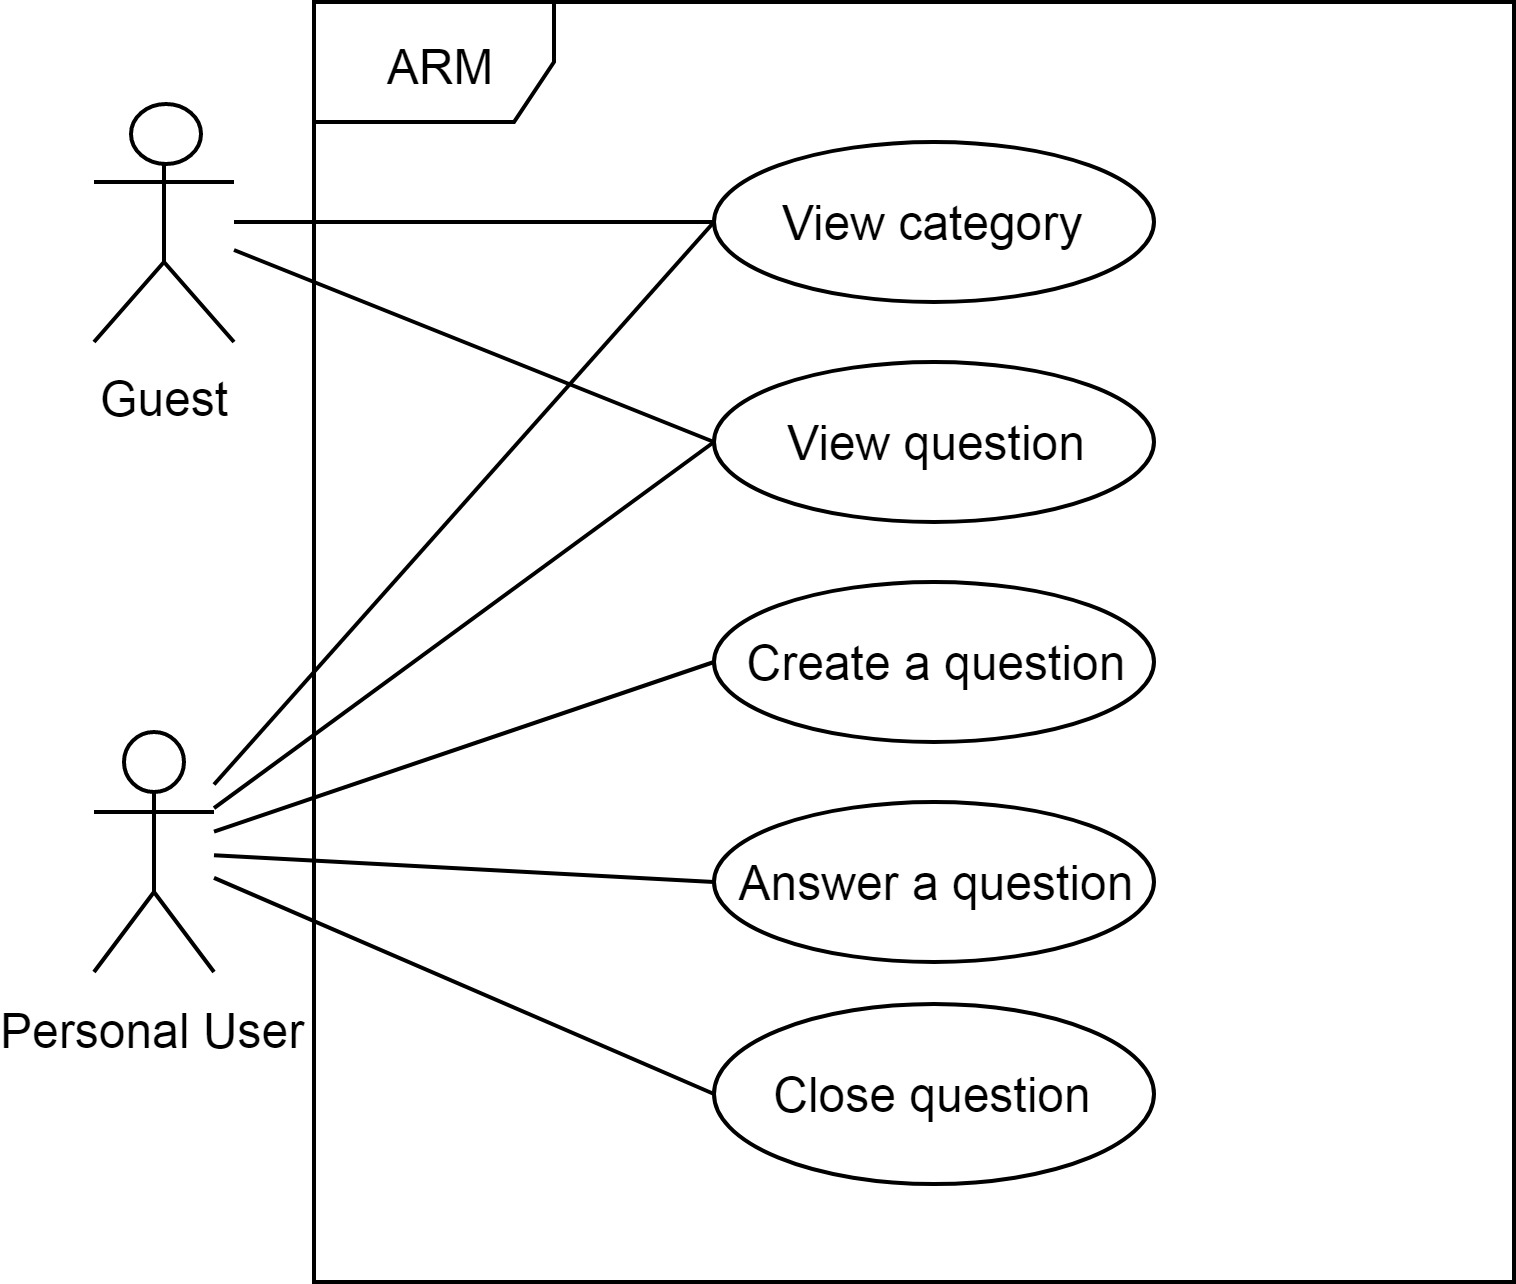 ARM
View category
Guest
View question
Create a question
Answer a question
Personal User
Close question